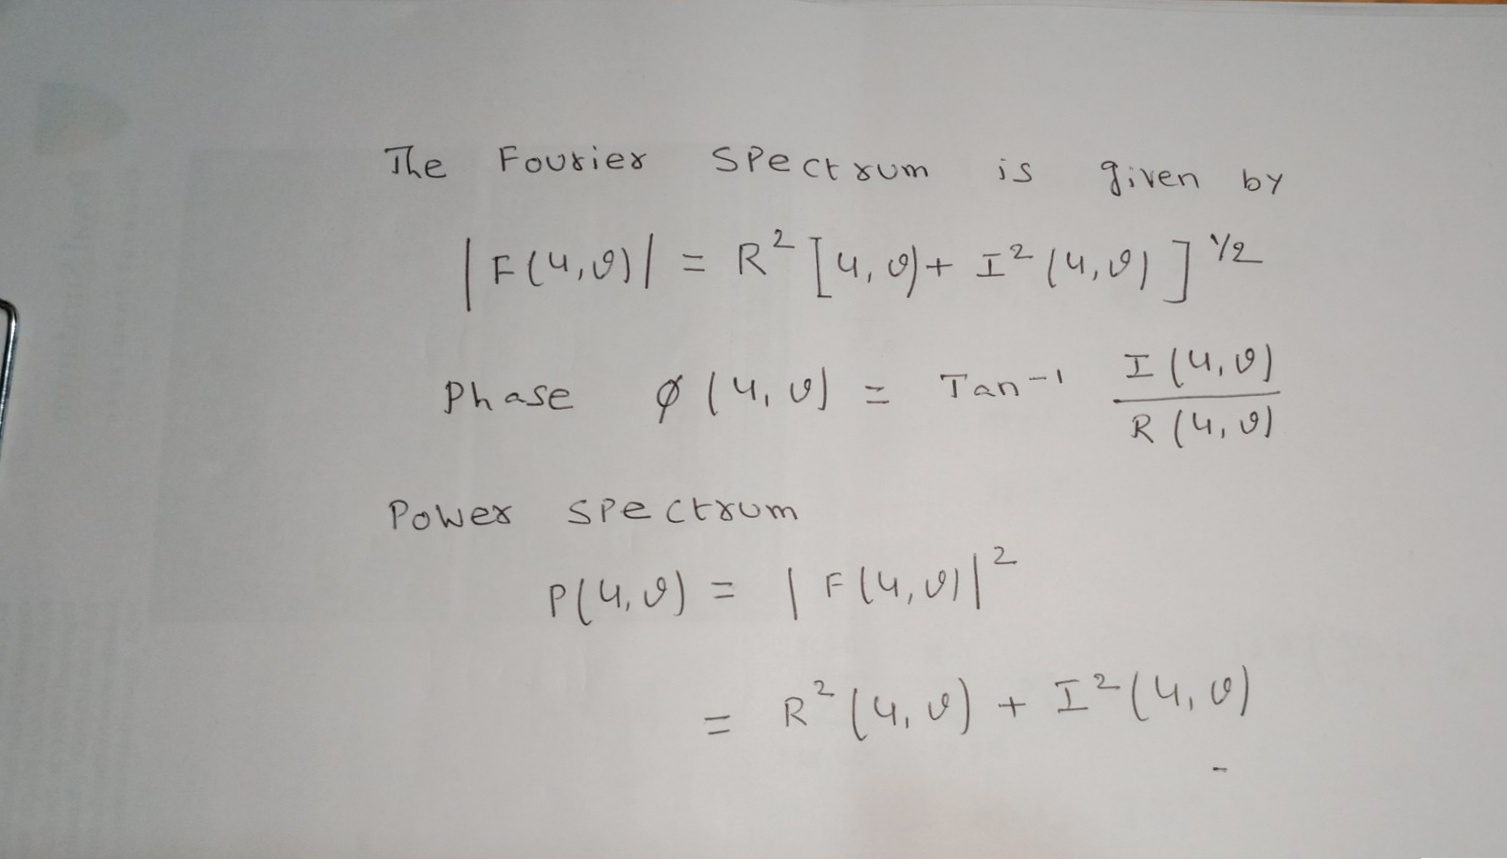 The Fourier Spectrum is given by
|F(u,v)| = R² [u,v)+ I² (u,v)]^1/2
Phase ø(u,v) = Tan⁻¹ I(u,v) / R(u,v)
Power Spectrum
P(u,v) = |F(u,v)|²
= R²(u,v) + I²(u,v)